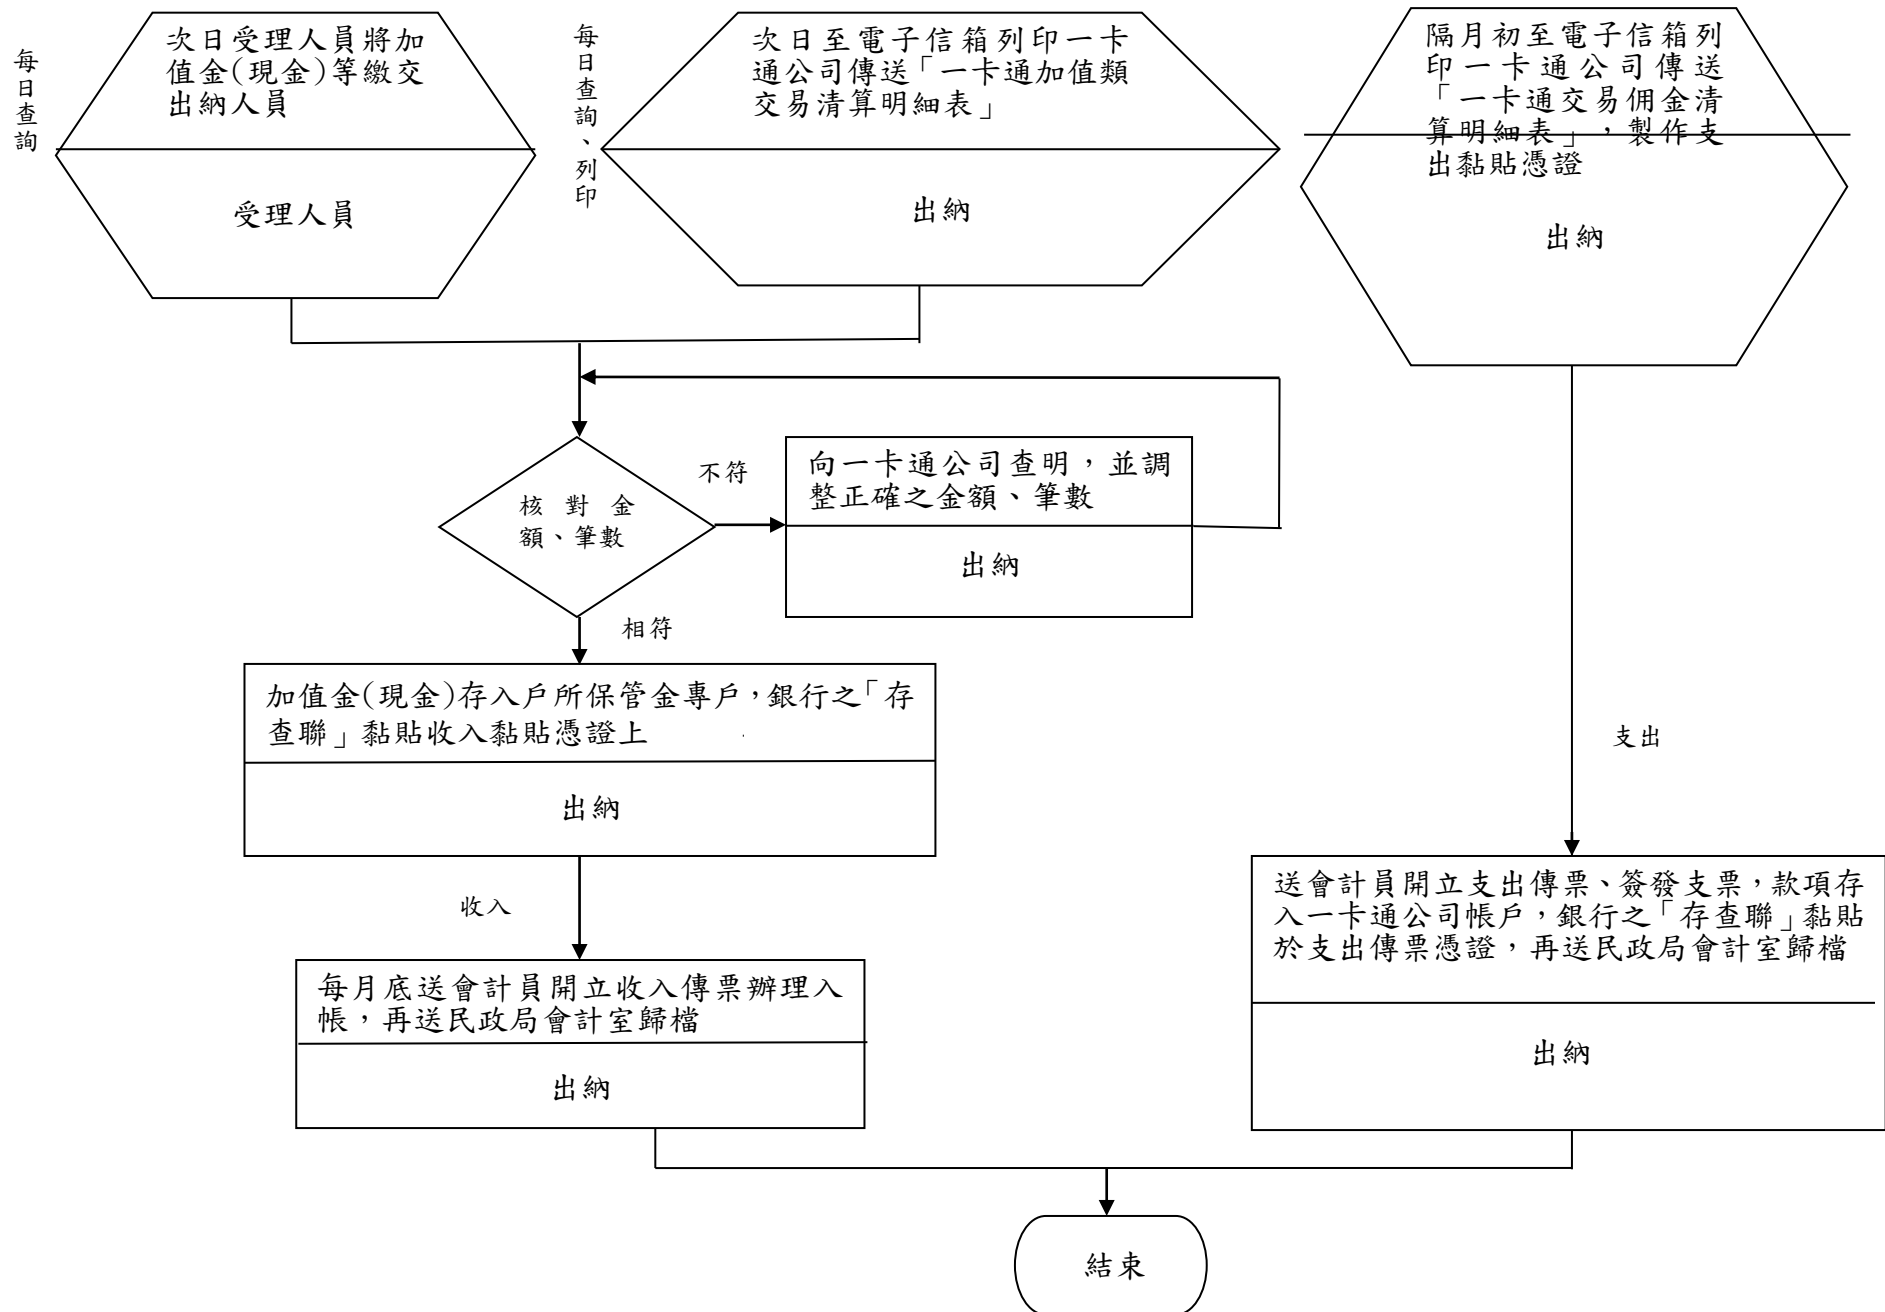 每日查詢
次日受理人員將加
值金(現金)等繳交
出納人員
受理人員
每日查詢、列印
次日至電子信箱列印一卡
通公司傳送「一卡通加值類
交易清算明細表」
出納
隔月初至電子信箱列
印一卡通公司傳送
「一卡通交易佣金清
算明細表」，製作支
出黏貼憑證
出納
核對金
額、筆數
不符
向一卡通公司查明，並調
整正確之金額、筆數
出納
相符
加值金(現金)存入戶所保管金專戶，銀行之「存
查聯」黏貼收入黏貼憑證上
出納
支出
收入
送會計員開立支出傳票、簽發支票，款項存
入一卡通公司帳戶，銀行之「存查聯」黏貼
於支出傳票憑證，再送民政局會計室歸檔
出納
每月底送會計員開立收入傳票辦理入
帳，再送民政局會計室歸檔
出納
結束